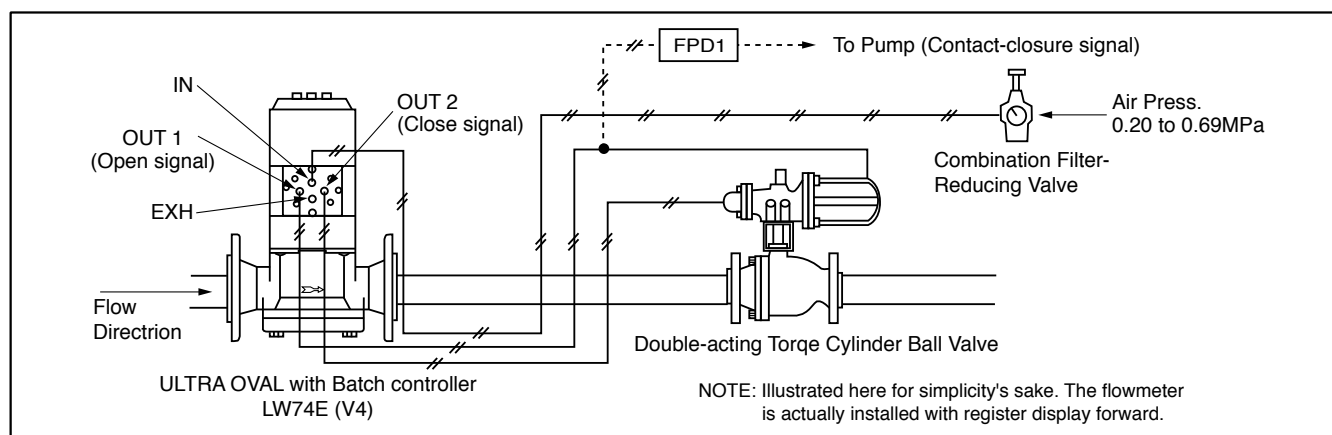 FPD1
To Pump (Contact-closure signal)
IN
OUT 2
(Close signal)
OUT 1
(Open signal)
EXH
Air Press.
0.20 to 0.69MPa
Combination Filter-
Reducing Valve
Flow
Direction
Double-acting Torqe Cylinder Ball Valve
ULTRA OVAL with Batch controller
LW74E (V4)
NOTE: Illustrated here for simplicity's sake. The flowmeter
is actually installed with register display forward.